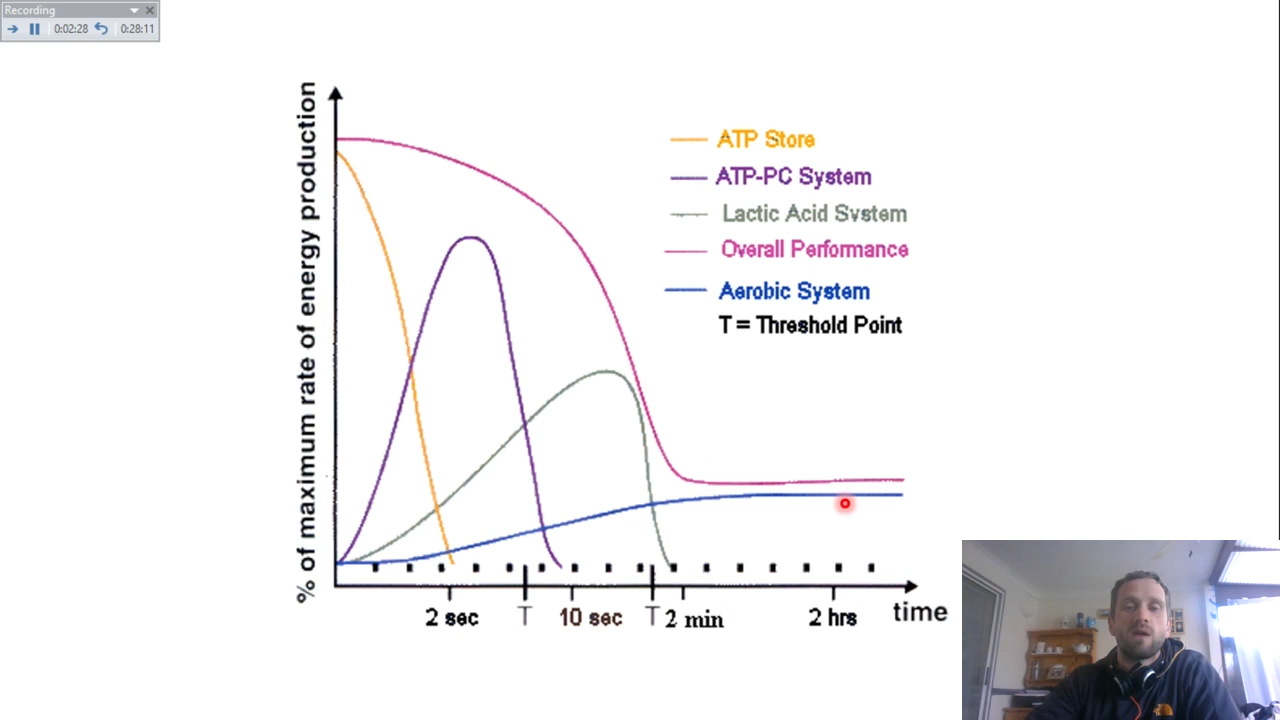 Recording
0:02:28 0:28:11
% of maximum rate of energy production
ATP Store
ATP-PC System
Lactic Acid System
Overall Performance
Aerobic System
T = Threshold Point
2 sec T 10 sec T 2 min 2 hrs time